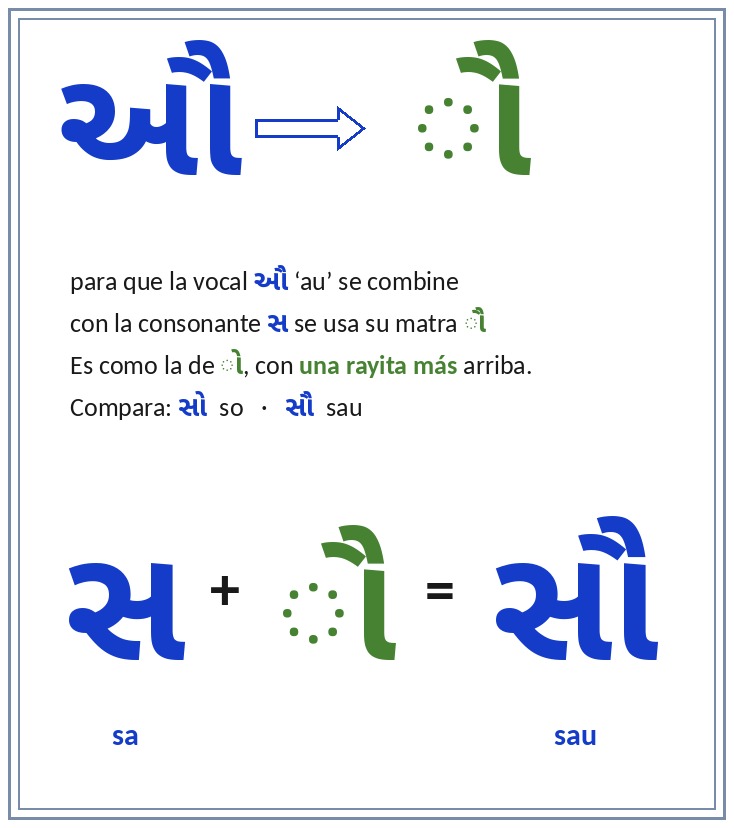 ઔ ◌ૌ
para que la vocal ઔ ‘au’ se combine
con la consonante સ se usa su matra ◌ૌ
Es como la de ◌ો, con una rayita más arriba.
Compara: સો so · સૌ sau
સ + ◌ૌ = સૌ
sa sau